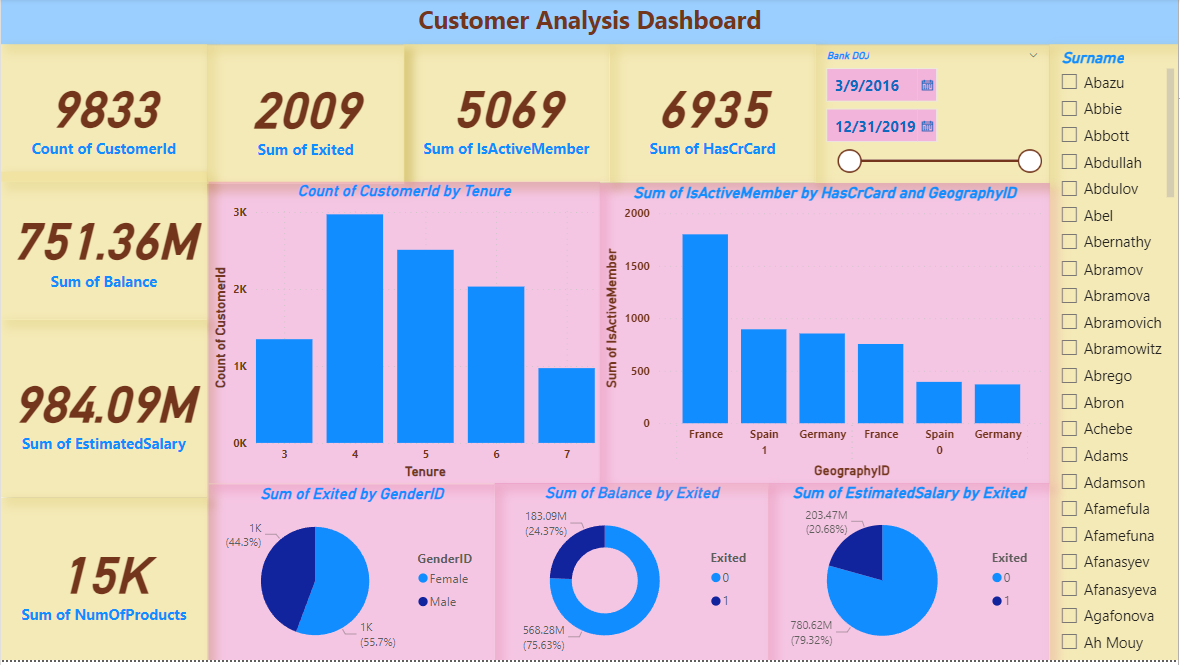 Customer Analysis Dashboard
9833
Count of CustomerId
2009
Sum of Exited
5069
Sum of IsActiveMember
6935
Sum of HasCrCard
Bank DOJ
3/9/2016
12/31/2019
Surname
Abazu
Abbie
Abbott
Abdullah
Abdulov
Abel
Abernathy
Abramov
Abramova
Abramovich
Abramowitz
Abrego
Abron
Achebe
Adams
Adamson
Afamefula
Afamefuna
Afanasyev
Afanasyeva
Agafonova
Ah Mouy
751.36M
Sum of Balance
984.09M
Sum of EstimatedSalary
15K
Sum of NumOfProducts
Count of CustomerId by Tenure
Count of CustomerId
3K
2K
1K
0K
3 4 5 6 7
Tenure
Sum of IsActiveMember by HasCrCard and GeographyID
Sum of IsActiveMember
2000
1500
1000
500
0
France Spain Germany France Spain Germany
1 0
GeographyID
Sum of Exited by GenderID
1K
(44.3%)
1K
(55.7%)
GenderID
Female
Male
Sum of Balance by Exited
183.09M
(24.37%)
568.28M
(75.63%)
Exited
0
1
Sum of EstimatedSalary by Exited
203.47M
(20.68%)
780.62M
(79.32%)
Exited
0
1